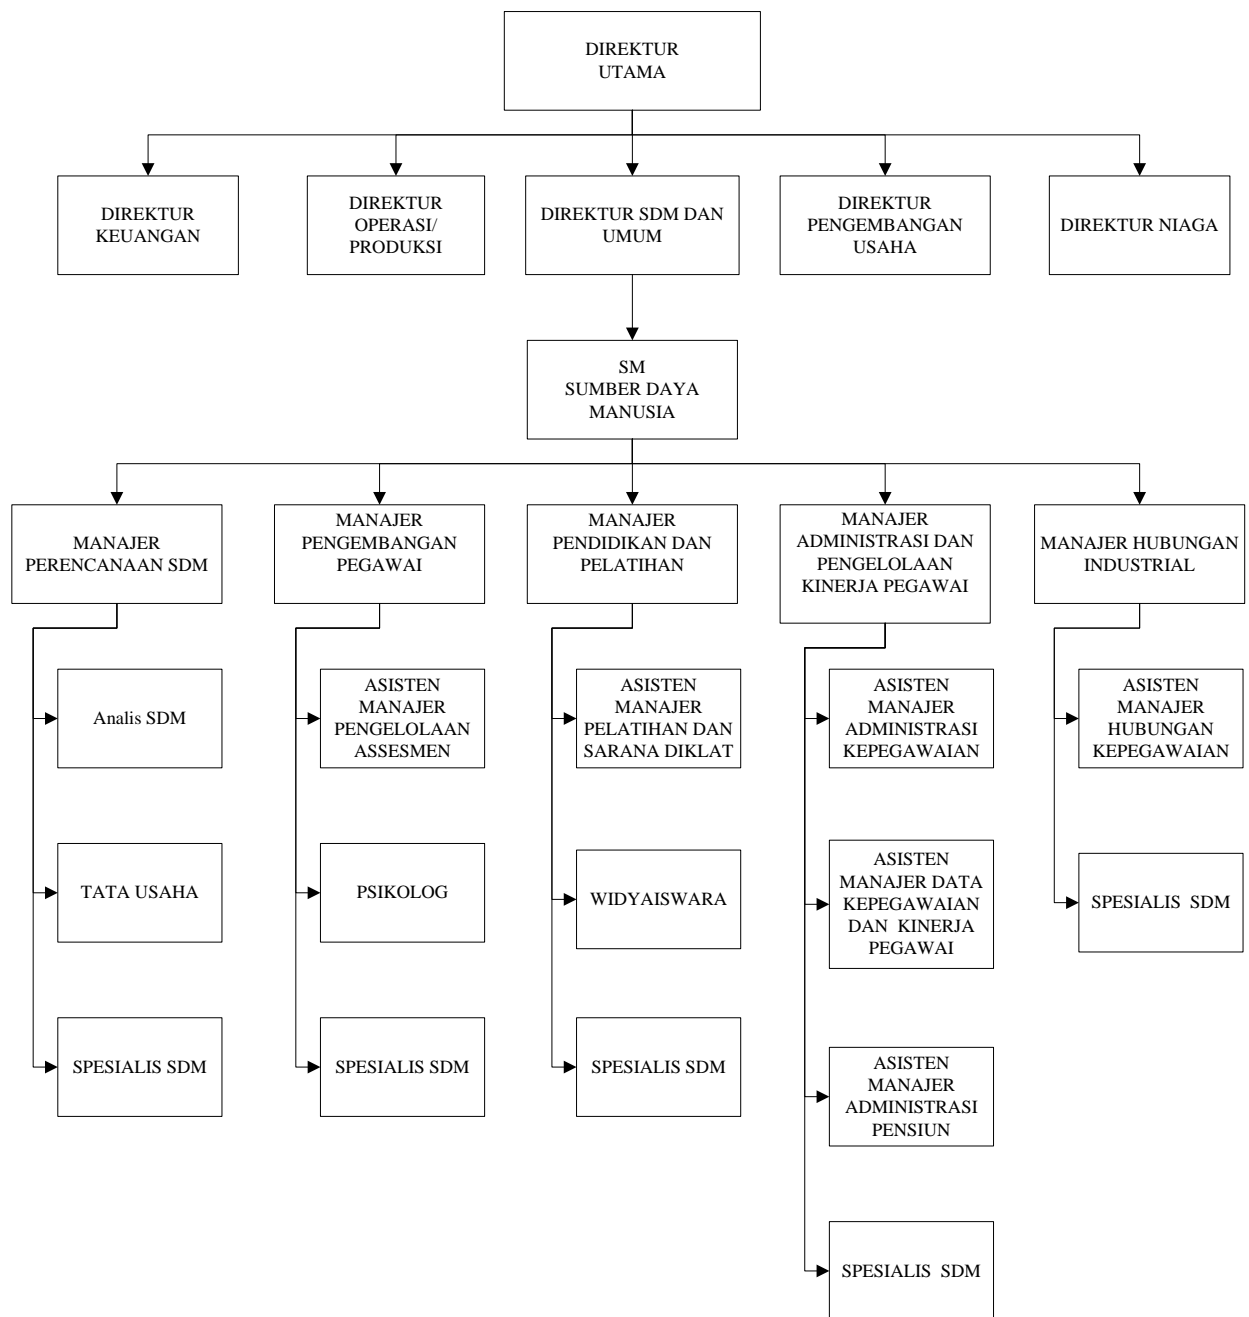 DIREKTUR
UTAMA
DIREKTUR
KEUANGAN
DIREKTUR
OPERASI/
PRODUKSI
DIREKTUR SDM DAN
UMUM
DIREKTUR
PENGEMBANGAN
USAHA
DIREKTUR NIAGA
SM
SUMBER DAYA
MANUSIA
MANAJER
PERENCANAAN SDM
MANAJER
PENGEMBANGAN
PEGAWAI
MANAJER
PENDIDIKAN DAN
PELATIHAN
MANAJER
ADMINISTRASI DAN
PENGELOLAAN
KINERJA PEGAWAI
MANAJER HUBUNGAN
INDUSTRIAL
Analis SDM
ASISTEN
MANAJER
PENGELOLAAN
ASSESMEN
ASISTEN
MANAJER
PELATIHAN DAN
SARANA DIKLAT
ASISTEN
MANAJER
ADMINISTRASI
KEPEGAWAIAN
ASISTEN
MANAJER
HUBUNGAN
KEPEGAWAIAN
TATA USAHA
PSIKOLOG
WIDYAISWARA
ASISTEN
MANAJER DATA
KEPEGAWAIAN
DAN KINERJA
PEGAWAI
SPESIALIS SDM
SPESIALIS SDM
SPESIALIS SDM
SPESIALIS SDM
ASISTEN
MANAJER
ADMINISTRASI
PENSIUN
SPESIALIS SDM